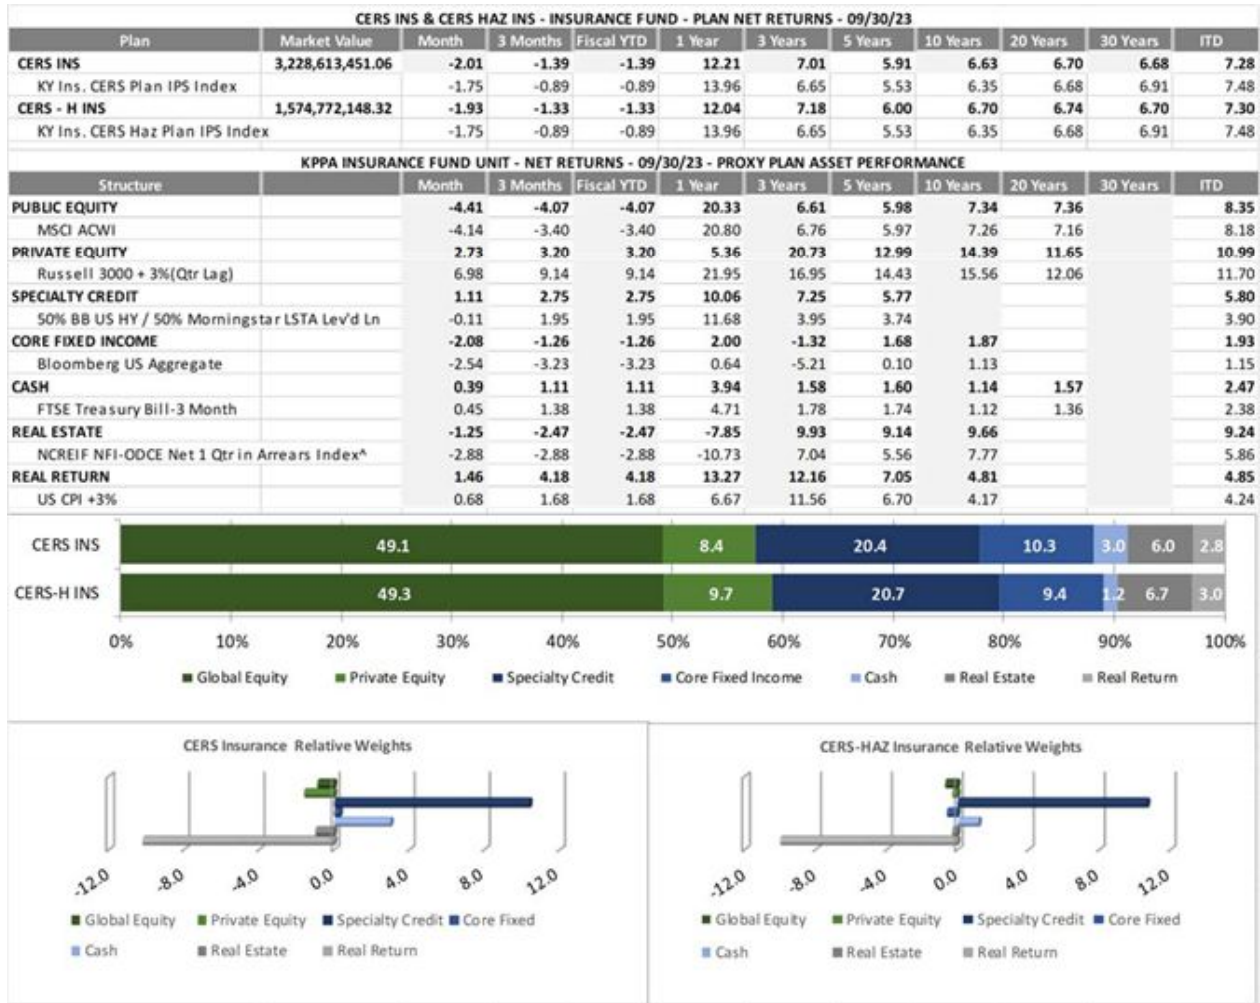 CERS INS & CERS HAZ INS - INSURANCE FUND - PLAN NET RETURNS - 09/30/23
Plan Market Value Month 3 Months Fiscal YTD 1 Year 3 Years 5 Years 10 Years 20 Years 30 Years ITD
CERS INS 3,228,613,451.06 -2.01 -1.39 -1.39 12.21 7.01 5.91 6.63 6.70 6.68 7.28
KY Ins. CERS Plan IPS Index -1.75 -0.89 -0.89 13.96 6.65 5.53 6.35 6.68 6.91 7.48
CERS - H INS 1,574,772,148.32 -1.93 -1.33 -1.33 12.04 7.18 6.00 6.70 6.74 6.70 7.30
KY Ins. CERS Haz Plan IPS Index -1.75 -0.89 -0.89 13.96 6.65 5.53 6.35 6.68 6.91 7.48
KPPA INSURANCE FUND UNIT - NET RETURNS - 09/30/23 - PROXY PLAN ASSET PERFORMANCE
Structure Month 3 Months Fiscal YTD 1 Year 3 Years 5 Years 10 Years 20 Years 30 Years ITD
PUBLIC EQUITY -4.41 -4.07 -4.07 20.33 6.61 5.98 7.34 7.36 8.35
MSCI ACWI -4.14 -3.40 -3.40 20.80 6.76 5.97 7.26 7.16 8.18
PRIVATE EQUITY 2.73 3.20 3.20 5.36 20.73 12.99 14.39 11.65 10.99
Russell 3000 + 3%(Qtr Lag) 6.98 9.14 9.14 21.95 16.95 14.43 15.56 12.06 11.70
SPECIALTY CREDIT 1.11 2.75 2.75 10.06 7.25 5.77 5.80
50% BB US HY / 50% Morningstar LSTA Lev'd Ln -0.11 1.95 1.95 11.68 3.95 3.74 3.90
CORE FIXED INCOME -2.08 -1.26 -1.26 2.00 -1.32 1.68 1.87 1.93
Bloomberg US Aggregate -2.54 -3.23 -3.23 0.64 -5.21 0.10 1.13 1.15
CASH 0.39 1.11 1.11 3.94 1.58 1.60 1.14 1.57 2.47
FTSE Treasury Bill-3 Month 0.45 1.38 1.38 4.71 1.78 1.74 1.12 1.36 2.38
REAL ESTATE -1.25 -2.47 -2.47 -7.85 9.93 9.14 9.66 9.24
NCREIF NFI-ODCE Net 1 Qtr in Arrears Index^ -2.88 -2.88 -2.88 -10.73 7.04 5.56 7.77 5.86
REAL RETURN 1.46 4.18 4.18 13.27 12.16 7.05 4.81 4.85
US CPI +3% 0.68 1.68 1.68 6.67 11.56 6.70 4.17 4.24
CERS INS 49.1 8.4 20.4 10.3 3.0 6.0 2.8
CERS-H INS 49.3 9.7 20.7 9.4 1.2 6.7 3.0
0% 10% 20% 30% 40% 50% 60% 70% 80% 90% 100%
Global Equity Private Equity Specialty Credit Core Fixed Income Cash Real Estate Real Return
CERS Insurance Relative Weights
-12.0 -8.0 -4.0 0.0 4.0 8.0 12.0
Global Equity Private Equity Specialty Credit Core Fixed
Cash Real Estate Real Return
CERS-HAZ Insurance Relative Weights
-12.0 -8.0 -4.0 0.0 4.0 8.0 12.0
Global Equity Private Equity Specialty Credit Core Fixed
Cash Real Estate Real Return